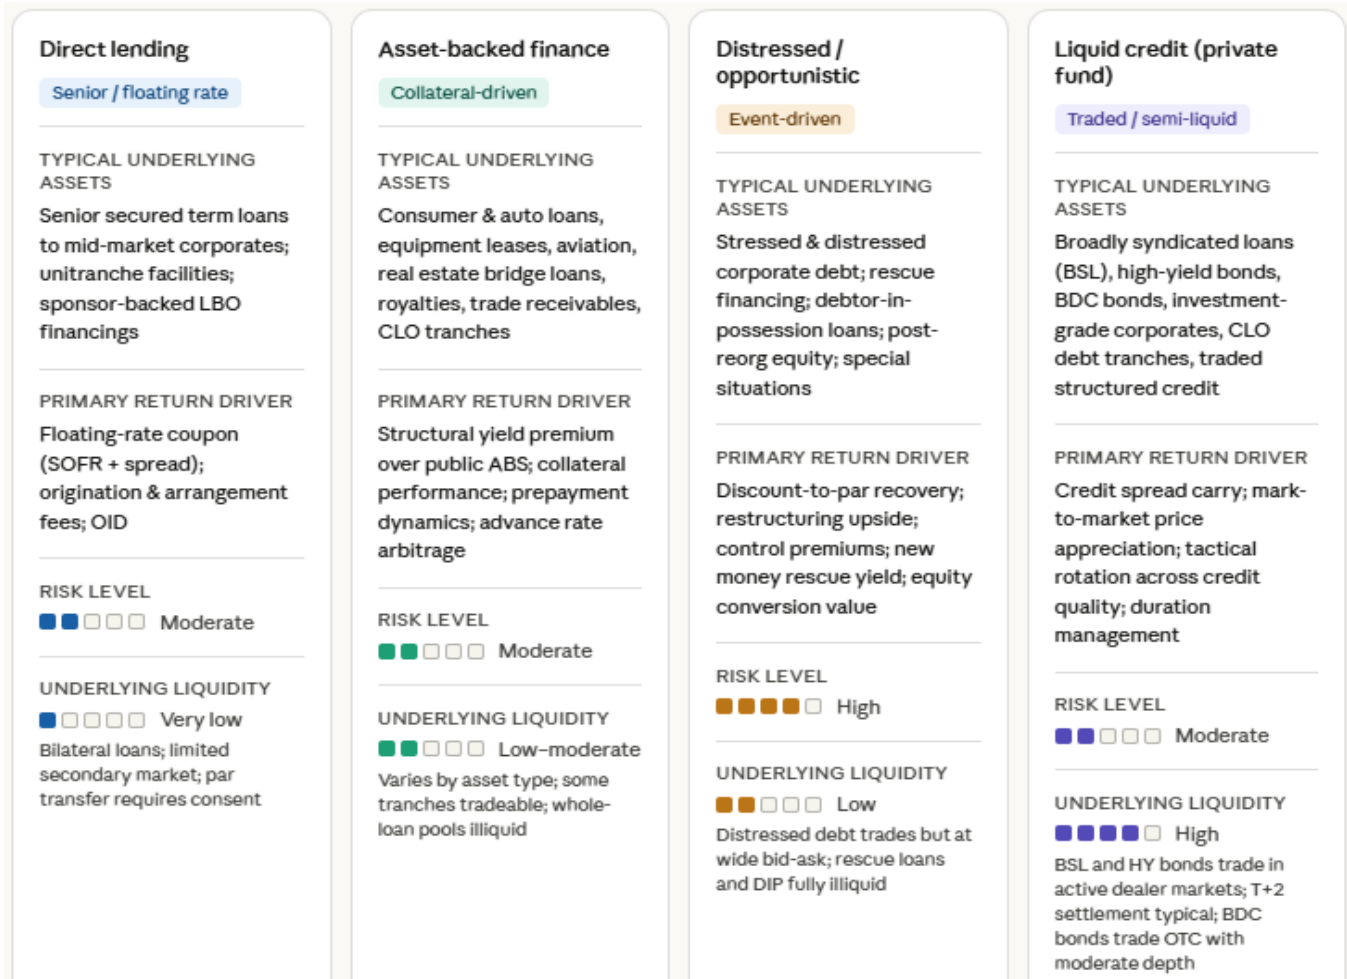 Direct lending
Senior / floating rate
TYPICAL UNDERLYING
ASSETS
Senior secured term loans
to mid-market corporates;
unitranche facilities;
sponsor-backed LBO
financings
PRIMARY RETURN DRIVER
Floating-rate coupon
(SOFR + spread);
origination & arrangement
fees; OID
RISK LEVEL
Moderate
UNDERLYING LIQUIDITY
Very low
Bilateral loans; limited
secondary market; par
transfer requires consent
Asset-backed finance
Collateral-driven
TYPICAL UNDERLYING
ASSETS
Consumer & auto loans,
equipment leases, aviation,
real estate bridge loans,
royalties, trade receivables,
CLO tranches
PRIMARY RETURN DRIVER
Structural yield premium
over public ABS; collateral
performance; prepayment
dynamics; advance rate
arbitrage
RISK LEVEL
Moderate
UNDERLYING LIQUIDITY
Low–moderate
Varies by asset type; some
tranches tradeable; whole-
loan pools illiquid
Distressed /
opportunistic
Event-driven
TYPICAL UNDERLYING
ASSETS
Stressed & distressed
corporate debt; rescue
financing; debtor-in-
possession loans; post-
reorg equity; special
situations
PRIMARY RETURN DRIVER
Discount-to-par recovery;
restructuring upside;
control premiums; new
money rescue yield; equity
conversion value
RISK LEVEL
High
UNDERLYING LIQUIDITY
Low
Distressed debt trades but at
wide bid-ask; rescue loans
and DIP fully illiquid
Liquid credit (private
fund)
Traded / semi-liquid
TYPICAL UNDERLYING
ASSETS
Broadly syndicated loans
(BSL), high-yield bonds,
BDC bonds, investment-
grade corporates, CLO
debt tranches, traded
structured credit
PRIMARY RETURN DRIVER
Credit spread carry; mark-
to-market price
appreciation; tactical
rotation across credit
quality; duration
management
RISK LEVEL
Moderate
UNDERLYING LIQUIDITY
High
BSL and HY bonds trade in
active dealer markets; T+2
settlement typical; BDC
bonds trade OTC with
moderate depth